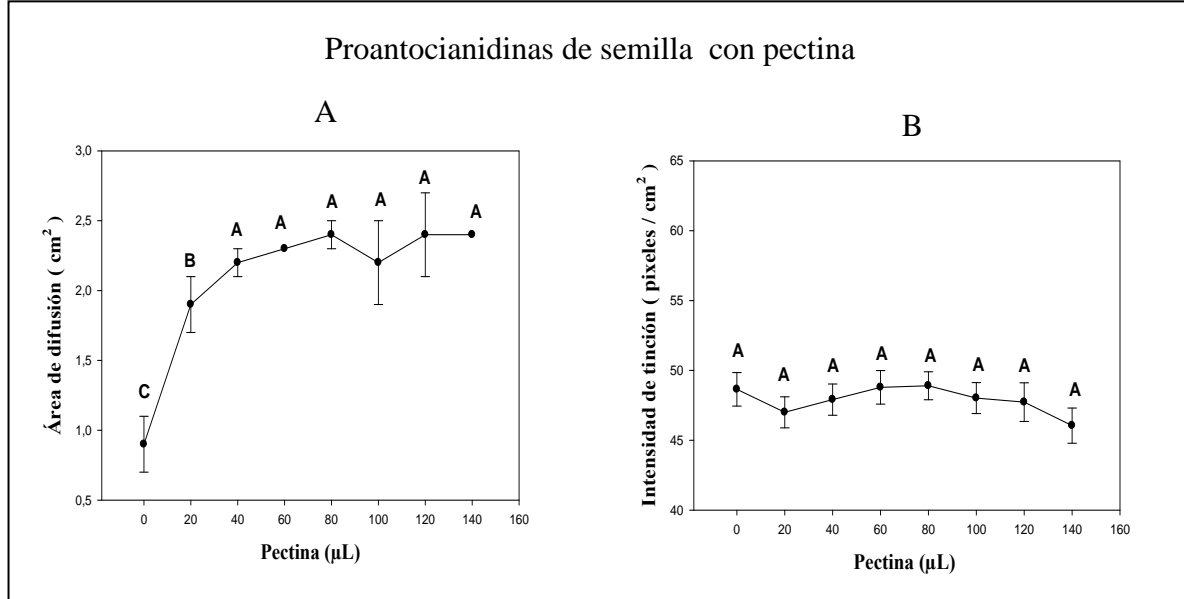 Proantocianidinas de semilla con pectina
A
3,0
2,5
2,0
1,5
1,0
0,5
Área de difusión ( cm² )
C
B
A
A
A
A
A
A
0
20
40
60
80
100
120
140
160
Pectina (µL)
B
65
60
55
50
45
40
Intensidad de tinción ( pixeles / cm² )
A
A
A
A
A
A
A
A
0
20
40
60
80
100
120
140
160
Pectina (µL)